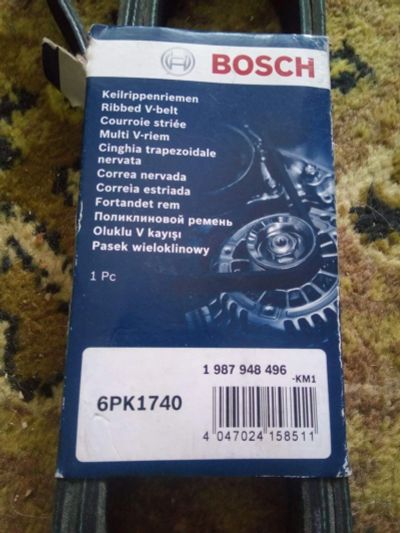 BOSCH
Keilrippenriemen
Ribbed V-belt
Courroie striée
Multi V-riem
Cinghia trapezoidale
nervata
Correa nervada
Correia estriada
Fortandet rem
Поликлиновой ремень
Oluklu V kayışı
Pasek wieloklinowy
1 Pc
1 987 948 496
-KM1
6PK1740
4 047024 158511